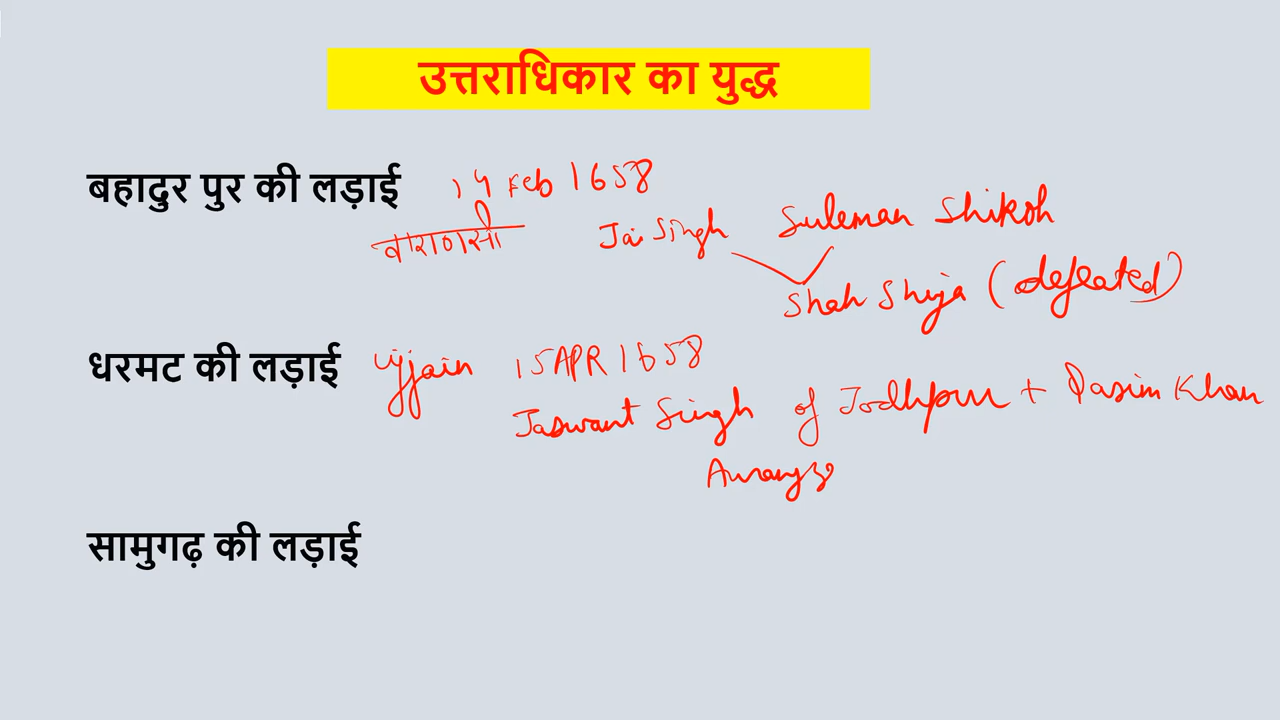 उत्तराधिकार का युद्ध
बहादुर पुर की लड़ाई 14 Feb 1658
वाराणसी Jai Singh Suleman Shikoh
Shah Shuja (defeated)
धरमट की लड़ाई Ujjain 15 APR 1658
Jaswant Singh of Jodhpur + Qasim Khan
सामुगढ़ की लड़ाई